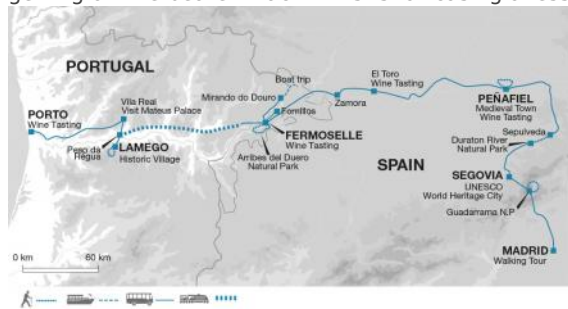 PORTUGAL
Boat trip
El Toro
Wine Tasting
Mirando do Douro
Fornillos
Zamora
PEÑAFIEL
Medieval Town
Wine Tasting
PORTO
Wine Tasting
Vila Real
Visit Mateus Palace
Peso da
Régua
LAMEGO
Historic Village
FERMOSELLE
Wine Tasting
Arribes del Duero
Natural Park
SPAIN
Sepulveda
Duraton River
Natural Park
SEGOVIA
UNESCO
World Heritage City
Guadarrama N.P
MADRID
Walking Tour
0 km
60 km